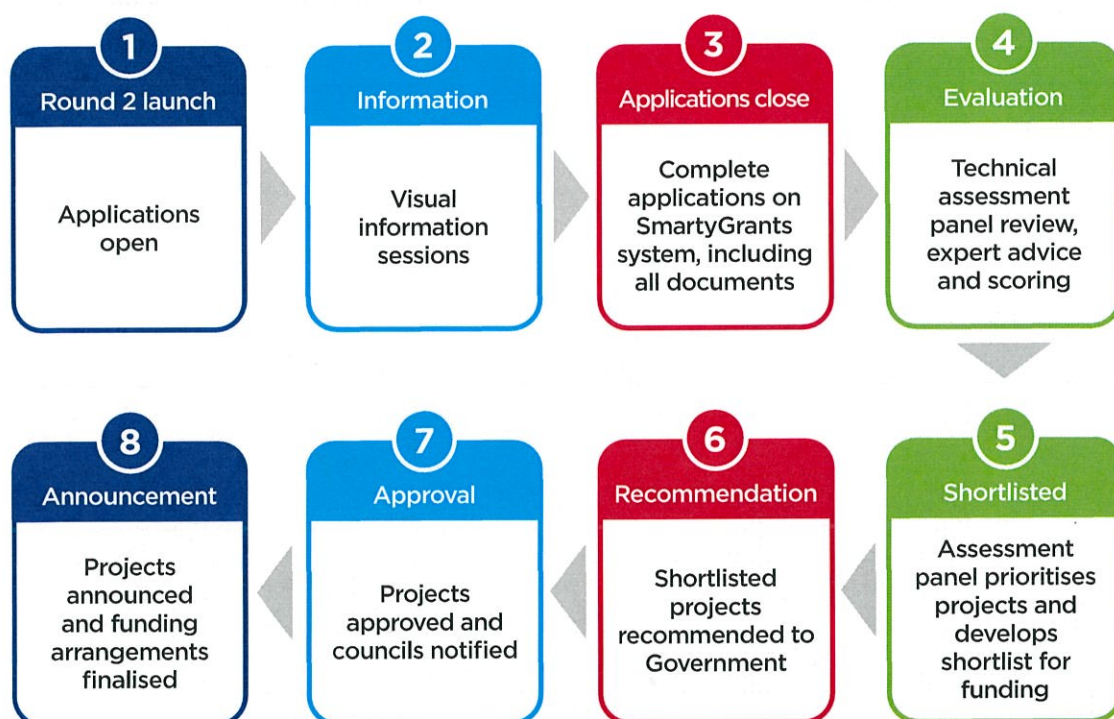 1
Round 2 launch
Applications
open
2
Information
Visual
information
sessions
3
Applications close
Complete
applications on
SmartyGrants
system, including
all documents
4
Evaluation
Technical
assessment
panel review,
expert advice
and scoring
5
Shortlisted
Assessment
panel prioritises
projects and
develops
shortlist for
funding
6
Recommendation
Shortlisted
projects
recommended to
Government
7
Approval
Projects
approved and
councils notified
8
Announcement
Projects
announced
and funding
arrangements
finalised